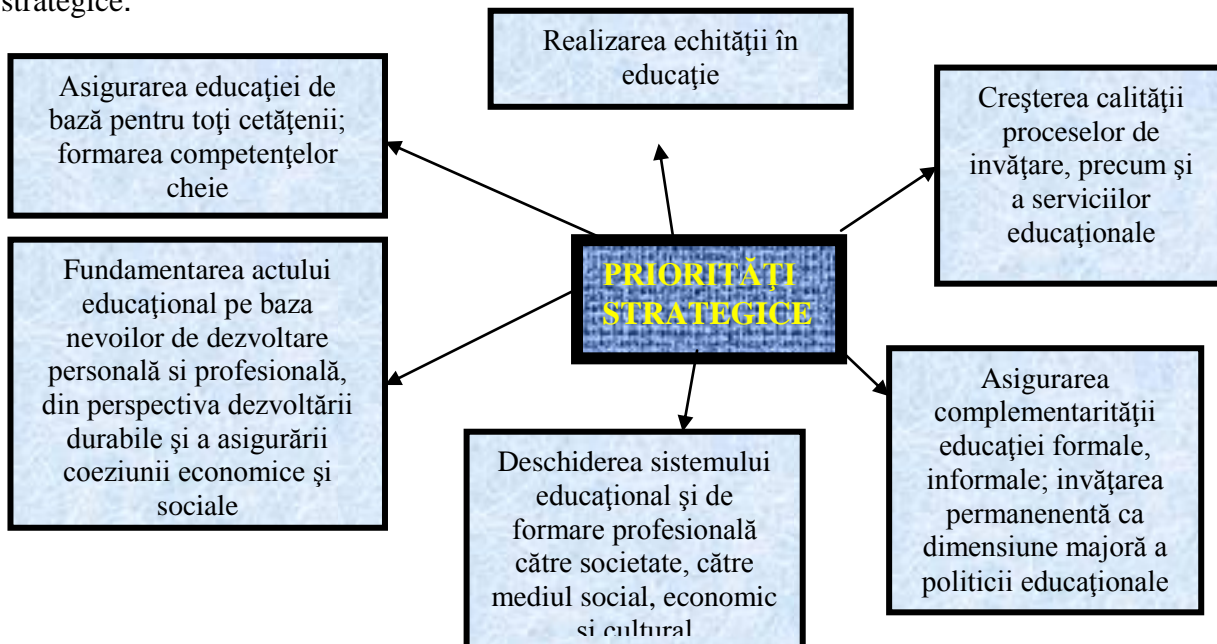 strategice.
Realizarea echităţii în
educaţie
Asigurarea educaţiei de
bază pentru toţi cetăţenii;
formarea competenţelor
cheie
Creşterea calităţii
proceselor de
invăţare, precum şi
a serviciilor
educaţionale
PRIORITĂŢI
STRATEGICE
Fundamentarea actului
educaţional pe baza
nevoilor de dezvoltare
personală si profesională,
din perspectiva dezvoltării
durabile şi a asigurării
coeziunii economice şi
sociale
Deschiderea sistemului
educaţional şi de
formare profesională
către societate, către
mediul social, economic
si cultural
Asigurarea
complementarităţii
educaţiei formale,
informale; invăţarea
permanenentă ca
dimensiune majoră a
politicii educaţionale